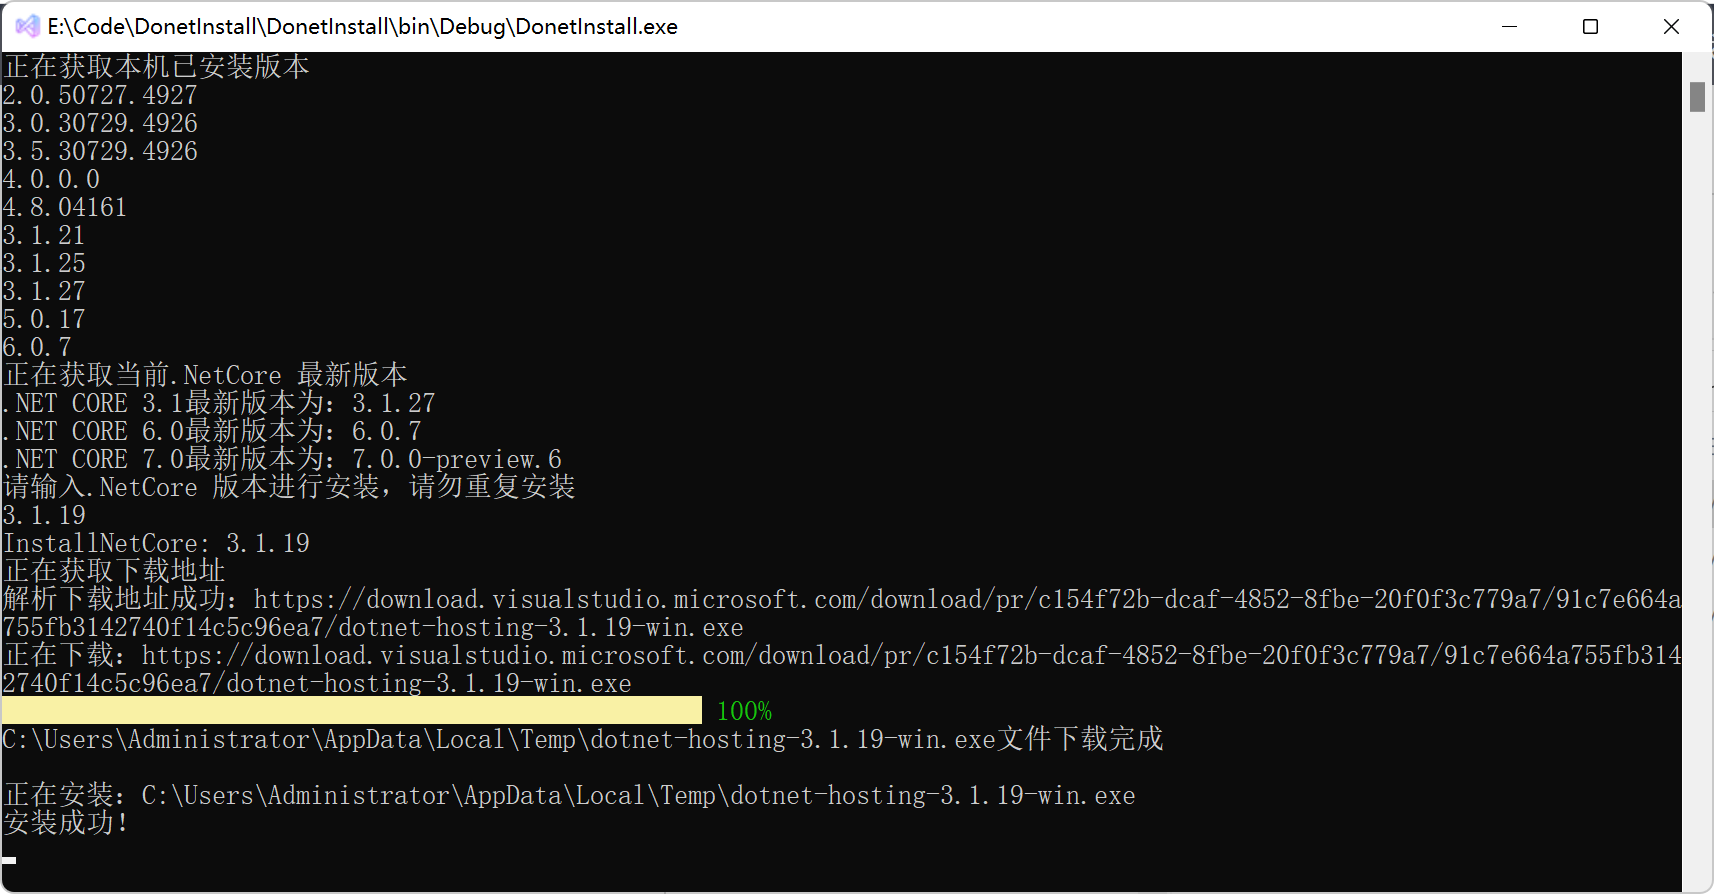 E:\Code\DonetInstall\DonetInstall\bin\Debug\DonetInstall.exe
正在获取本机已安装版本
2.0.50727.4927
3.0.30729.4926
3.5.30729.4926
4.0.0.0
4.8.04161
3.1.21
3.1.25
3.1.27
5.0.17
6.0.7
正在获取当前.NetCore 最新版本
.NET CORE 3.1最新版本为：3.1.27
.NET CORE 6.0最新版本为：6.0.7
.NET CORE 7.0最新版本为：7.0.0-preview.6
请输入.NetCore 版本进行安装，请勿重复安装
3.1.19
InstallNetCore: 3.1.19
正在获取下载地址
解析下载地址成功：https://download.visualstudio.microsoft.com/download/pr/c154f72b-dcaf-4852-8fbe-20f0f3c779a7/91c7e664a
755fb3142740f14c5c96ea7/dotnet-hosting-3.1.19-win.exe
正在下载：https://download.visualstudio.microsoft.com/download/pr/c154f72b-dcaf-4852-8fbe-20f0f3c779a7/91c7e664a755fb314
2740f14c5c96ea7/dotnet-hosting-3.1.19-win.exe
100%
C:\Users\Administrator\AppData\Local\Temp\dotnet-hosting-3.1.19-win.exe文件下载完成
正在安装：C:\Users\Administrator\AppData\Local\Temp\dotnet-hosting-3.1.19-win.exe
安装成功！